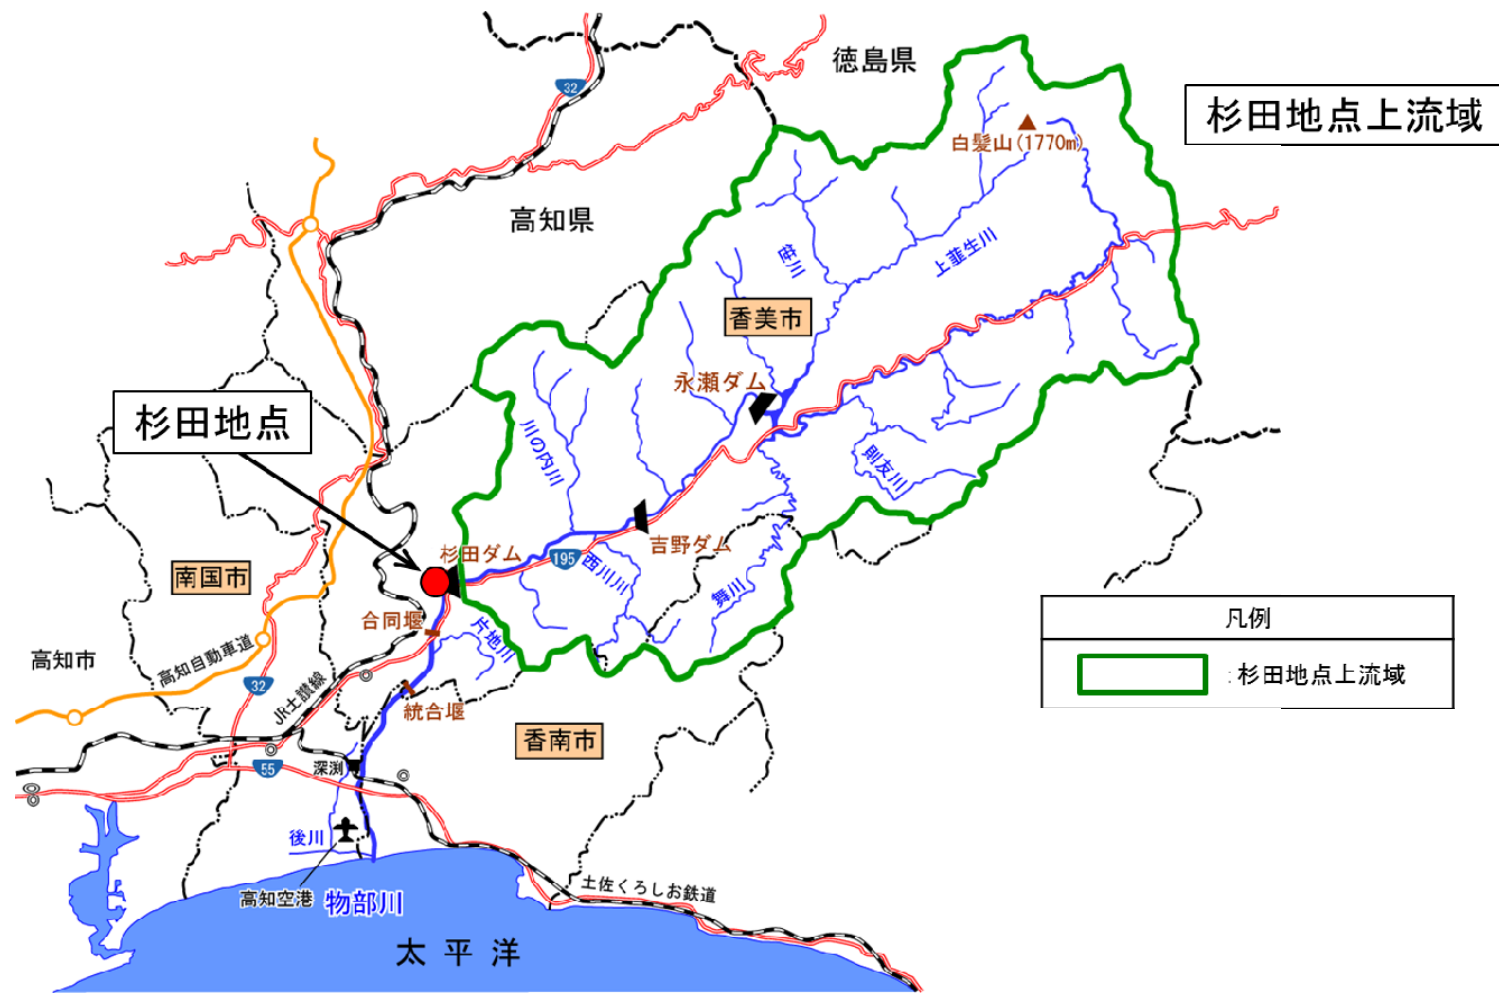 徳島県
杉田地点上流域
32
白髪山(1770m)
高知県
笹川
上韮生川
香美市
永瀬ダム
杉田地点
川の内川
則友川
杉田ダム
195
吉野ダム
西川川
舞川
南国市
合同堰
片地川
凡例
:杉田地点上流域
高知市
高知自動車道
32
JR土讃線
統合堰
香南市
55
深渕
後川
高知空港
物部川
土佐くろしお鉄道
太平洋